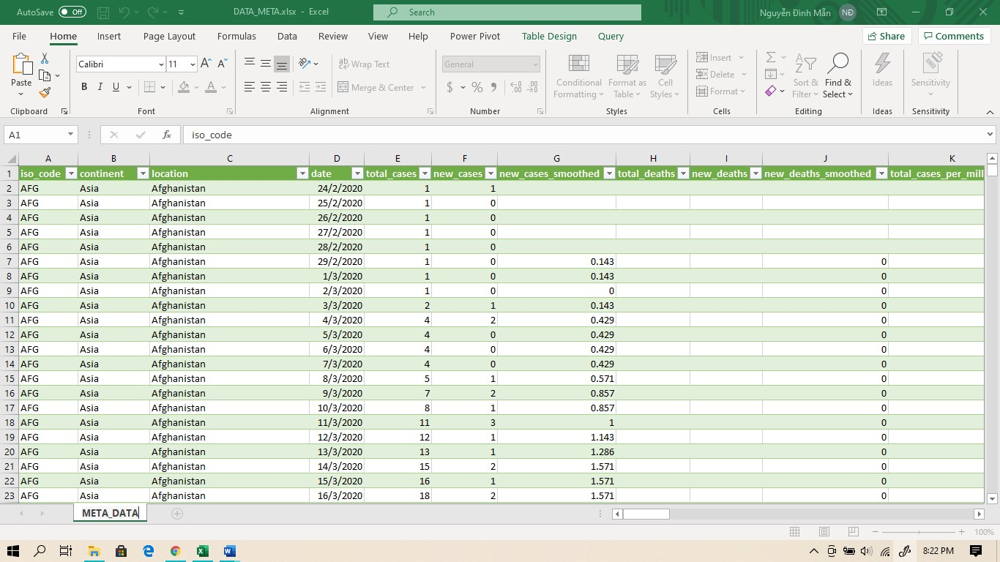 AutoSave Off DATA_META.xlsx - Excel Search Nguyễn Đình Mẫn NĐ
File Home Insert Page Layout Formulas Data Review View Help Power Pivot Table Design Query Share Comments
Paste
Clipboard
Calibri 11
B I U
Font
ab Wrap Text
Merge & Center
Alignment
General
$ % 9
Number
Conditional Formatting
Format as Table
Cell Styles
Styles
Insert
Delete
Format
Cells
Sort & Filter
Find & Select
Editing
Ideas
Ideas
Sensitivity
Sensitivity
A1 fx iso_code
A B C D E F G H I J K
1 iso_code continent location date total_cases new_cases new_cases_smoothed total_deaths new_deaths new_deaths_smoothed total_cases_per_mill
2 AFG Asia Afghanistan 24/2/2020 1 1
3 AFG Asia Afghanistan 25/2/2020 1 0
4 AFG Asia Afghanistan 26/2/2020 1 0
5 AFG Asia Afghanistan 27/2/2020 1 0
6 AFG Asia Afghanistan 28/2/2020 1 0
7 AFG Asia Afghanistan 29/2/2020 1 0 0.143 0
8 AFG Asia Afghanistan 1/3/2020 1 0 0.143 0
9 AFG Asia Afghanistan 2/3/2020 1 0 0 0
10 AFG Asia Afghanistan 3/3/2020 2 1 0.143 0
11 AFG Asia Afghanistan 4/3/2020 4 2 0.429 0
12 AFG Asia Afghanistan 5/3/2020 4 0 0.429 0
13 AFG Asia Afghanistan 6/3/2020 4 0 0.429 0
14 AFG Asia Afghanistan 7/3/2020 4 0 0.429 0
15 AFG Asia Afghanistan 8/3/2020 5 1 0.571 0
16 AFG Asia Afghanistan 9/3/2020 7 2 0.857 0
17 AFG Asia Afghanistan 10/3/2020 8 1 0.857 0
18 AFG Asia Afghanistan 11/3/2020 11 3 1 0
19 AFG Asia Afghanistan 12/3/2020 12 1 1.143 0
20 AFG Asia Afghanistan 13/3/2020 13 1 1.286 0
21 AFG Asia Afghanistan 14/3/2020 15 2 1.571 0
22 AFG Asia Afghanistan 15/3/2020 16 1 1.571 0
23 AFG Asia Afghanistan 16/3/2020 18 2 1.571 0
META_DATA
100%
8:22 PM